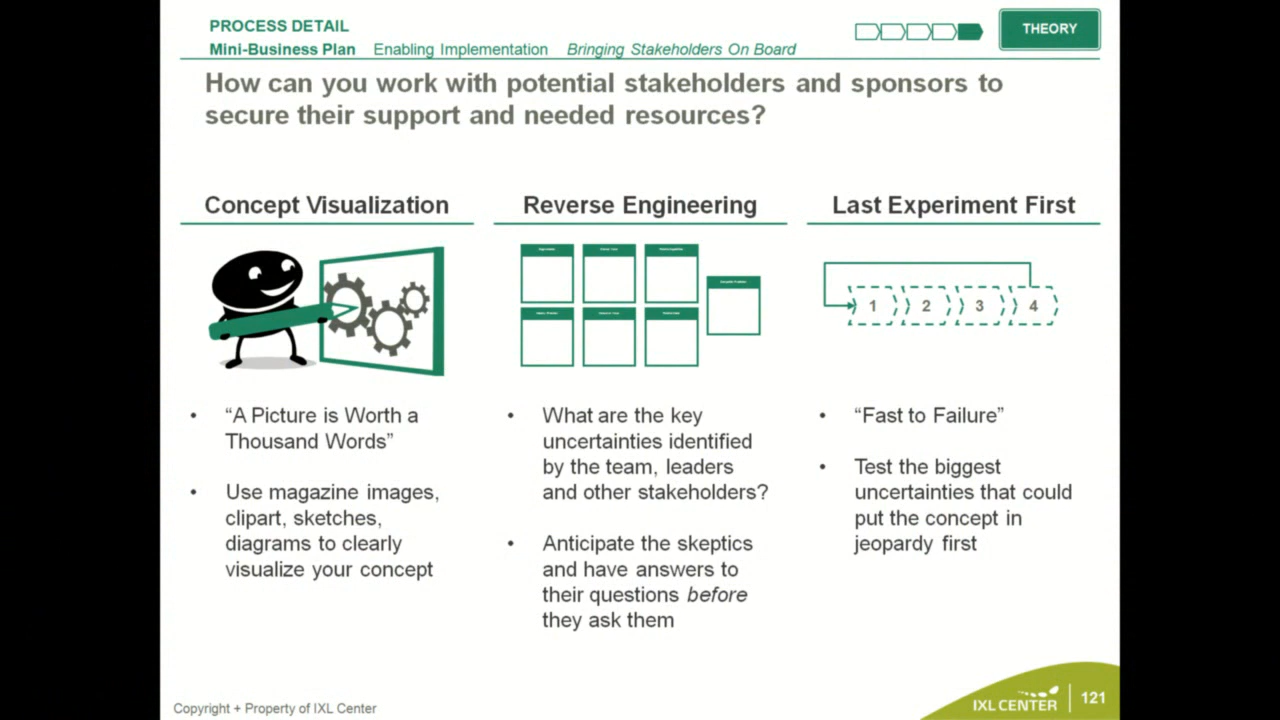 PROCESS DETAIL
THEORY
Mini-Business Plan Enabling Implementation Bringing Stakeholders On Board
How can you work with potential stakeholders and sponsors to
secure their support and needed resources?
Concept Visualization
Reverse Engineering
Last Experiment First
1 2 3 4
• “A Picture is Worth a
Thousand Words”
• Use magazine images,
clipart, sketches,
diagrams to clearly
visualize your concept
• What are the key
uncertainties identified
by the team, leaders
and other stakeholders?
• Anticipate the skeptics
and have answers to
their questions before
they ask them
• “Fast to Failure”
• Test the biggest
uncertainties that could
put the concept in
jeopardy first
Copyright + Property of IXL Center
IXL CENTER
121